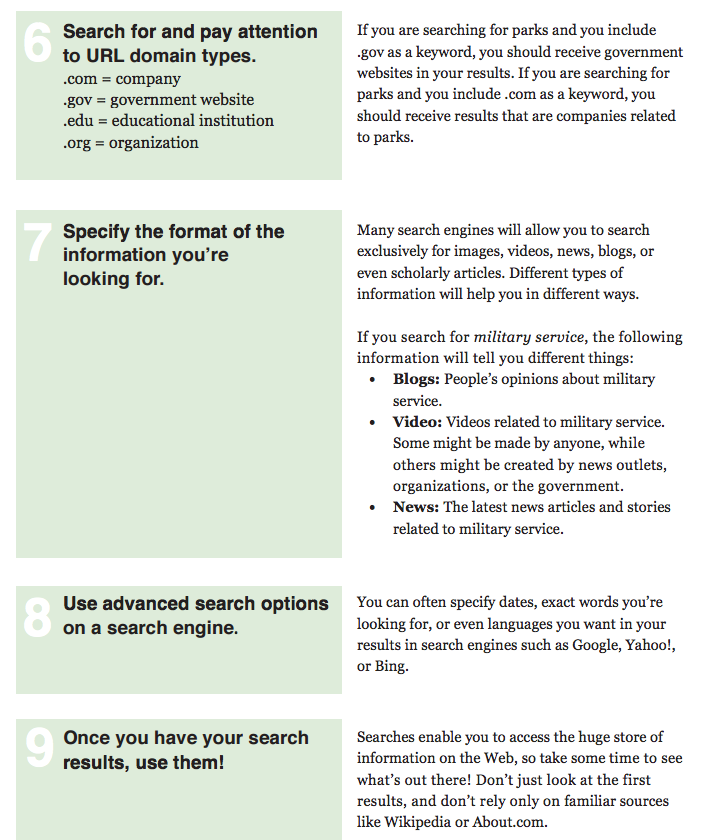 6
Search for and pay attention
to URL domain types.
.com = company
.gov = government website
.edu = educational institution
.org = organization
If you are searching for parks and you include
.gov as a keyword, you should receive government
websites in your results. If you are searching for
parks and you include .com as a keyword, you
should receive results that are companies related
to parks.
7
Specify the format of the
information you’re
looking for.
Many search engines will allow you to search
exclusively for images, videos, news, blogs, or
even scholarly articles. Different types of
information will help you in different ways.
If you search for military service, the following
information will tell you different things:
• Blogs: People’s opinions about military
service.
• Video: Videos related to military service.
Some might be made by anyone, while
others might be created by news outlets,
organizations, or the government.
• News: The latest news articles and stories
related to military service.
8
Use advanced search options
on a search engine.
You can often specify dates, exact words you’re
looking for, or even languages you want in your
results in search engines such as Google, Yahoo!,
or Bing.
9
Once you have your search
results, use them!
Searches enable you to access the huge store of
information on the Web, so take some time to see
what’s out there! Don’t just look at the first
results, and don’t rely only on familiar sources
like Wikipedia or About.com.